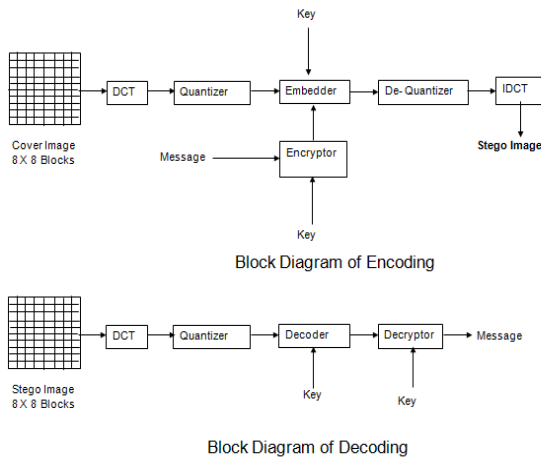 Key
DCT
Quantizer
Embedder
De-Quantizer
IDCT
Cover Image
8 X 8 Blocks
Stego Image
Message
Encryptor
Key
Block Diagram of Encoding
DCT
Quantizer
Decoder
Decryptor
Message
Stego Image
8 X 8 Blocks
Key
Key
Block Diagram of Decoding